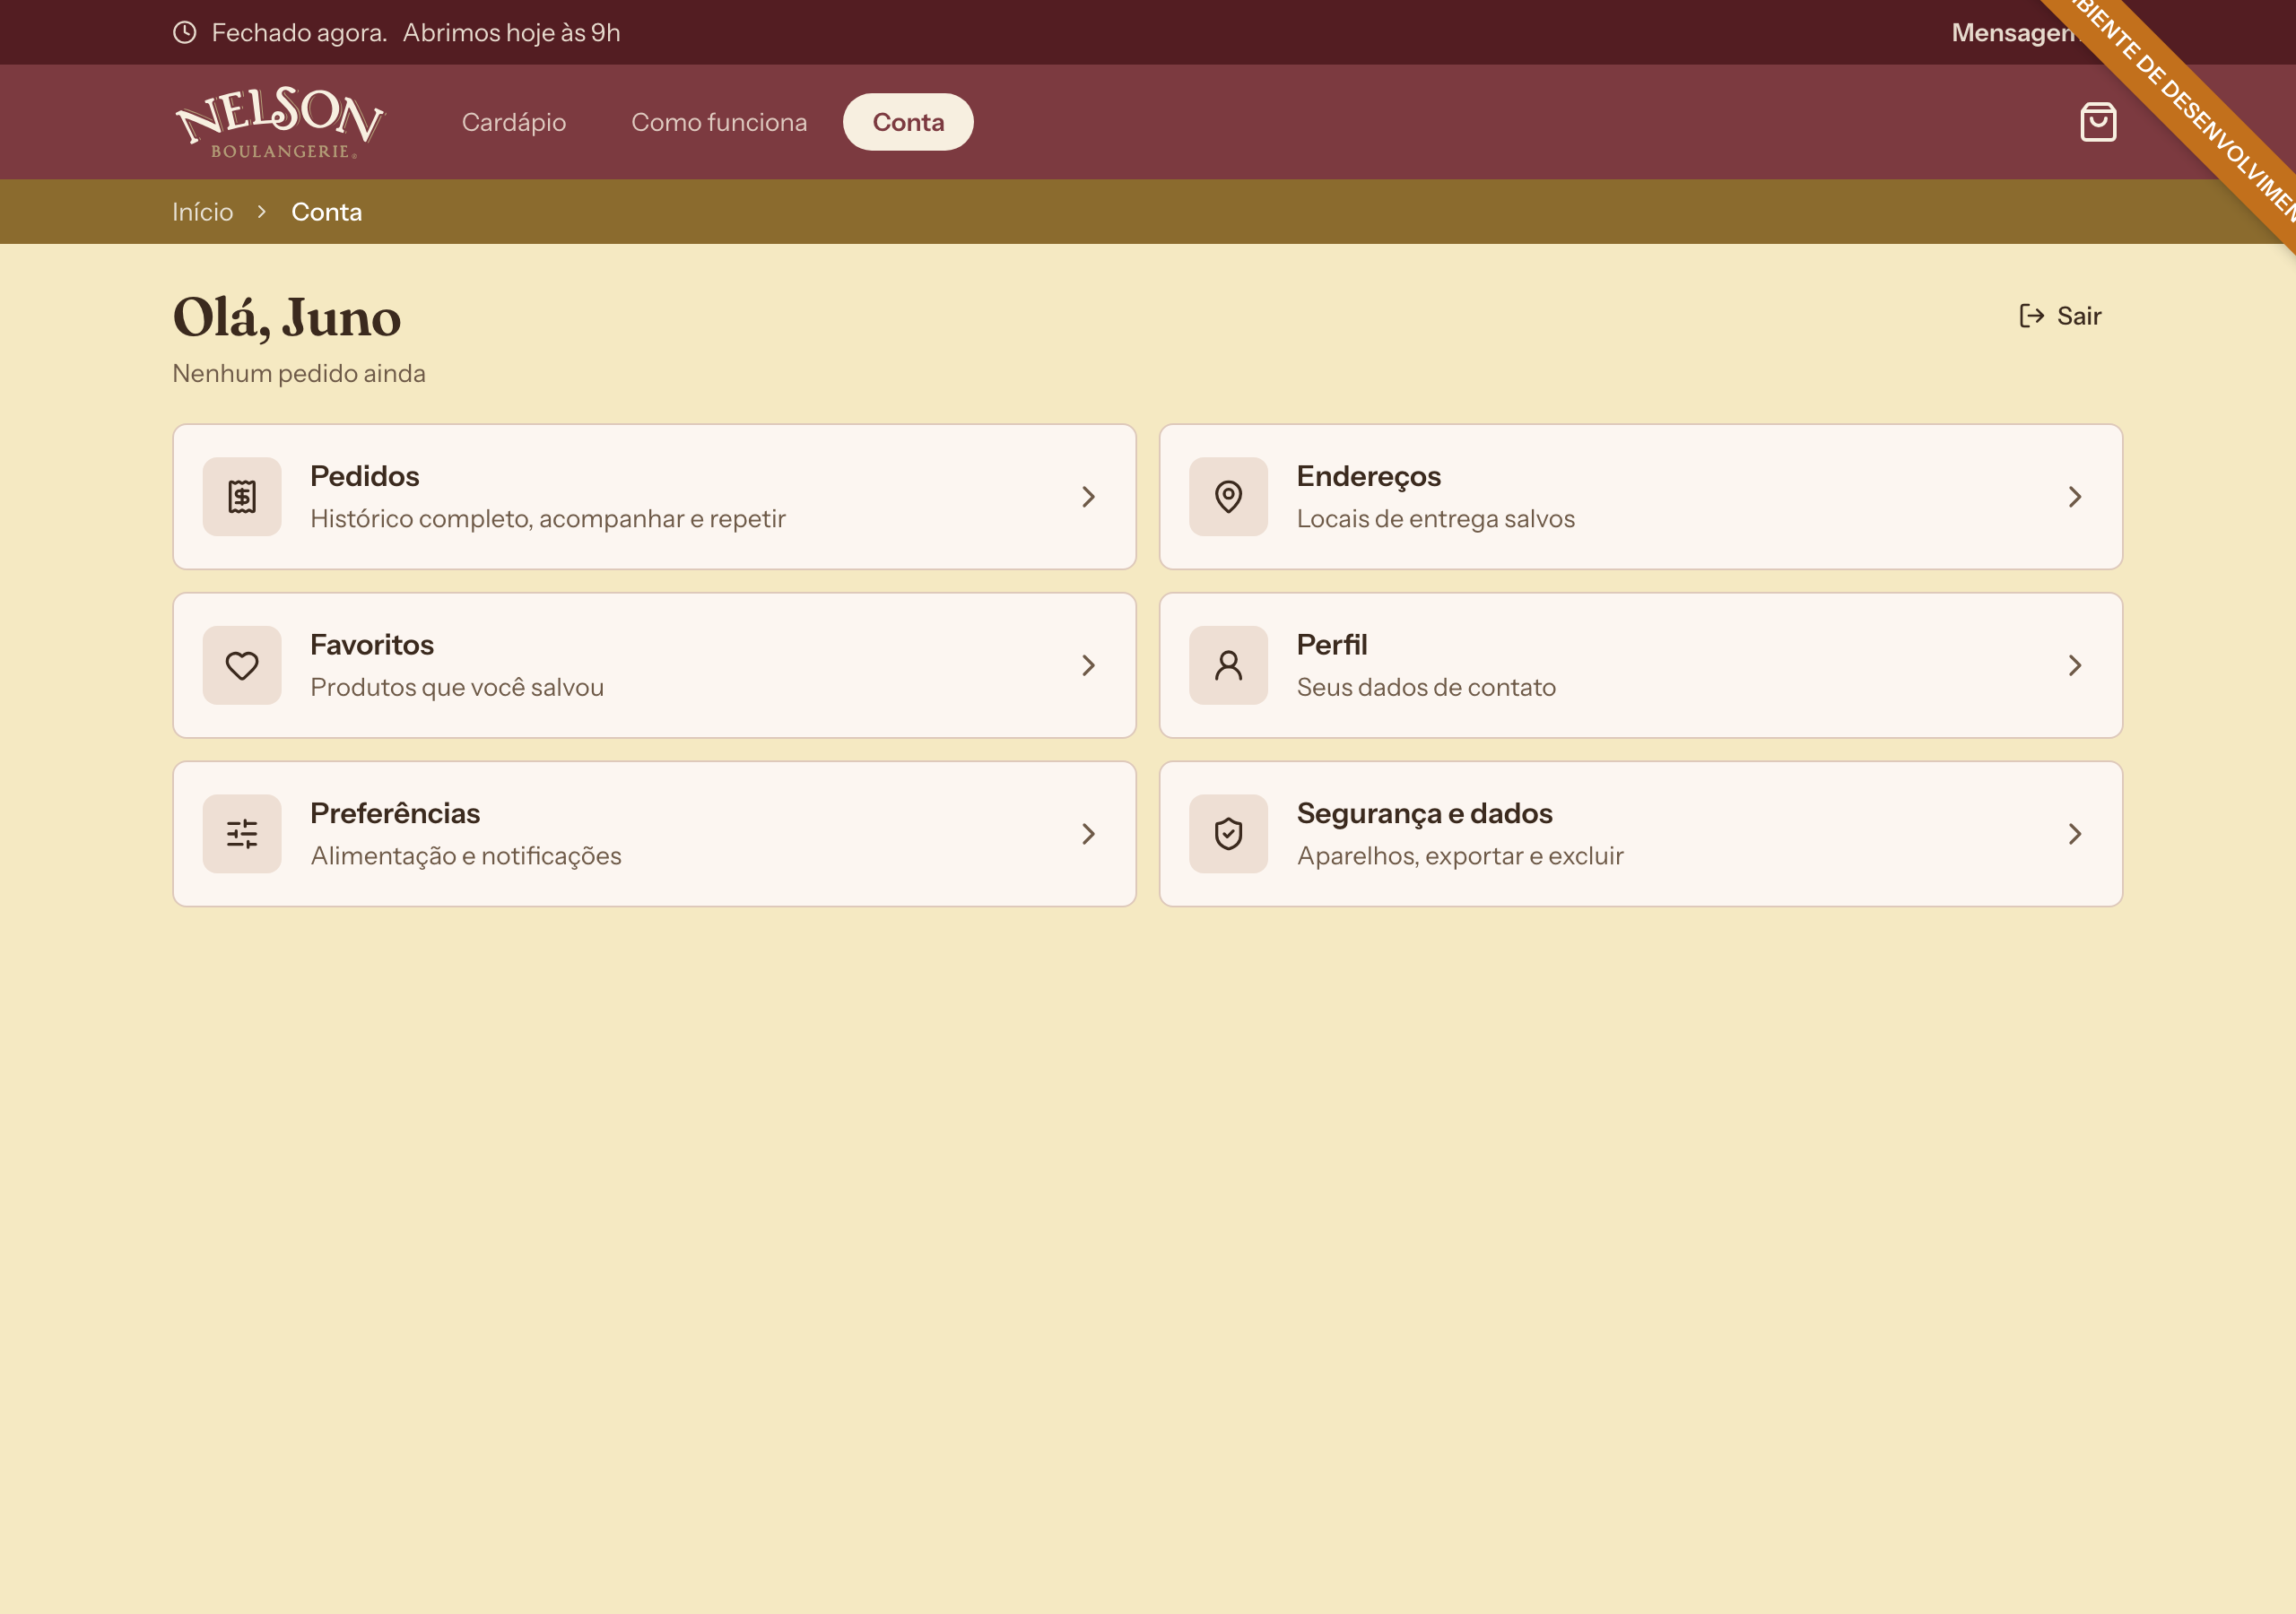 Fechado agora. Abrimos hoje às 9h
NELSON
BOULANGERIE
Cardápio
Como funciona
Conta
DE
Início
Conta
Olá, Juno
Sair
Nenhum pedido ainda
Pedidos
Histórico completo, acompanhar e repetir
Endereços
Locais de entrega salvos
Favoritos
Produtos que você salvou
Perfil
Seus dados de contato
Preferências
Alimentação e notificações
Segurança e dados
Aparelhos, exportar e excluir